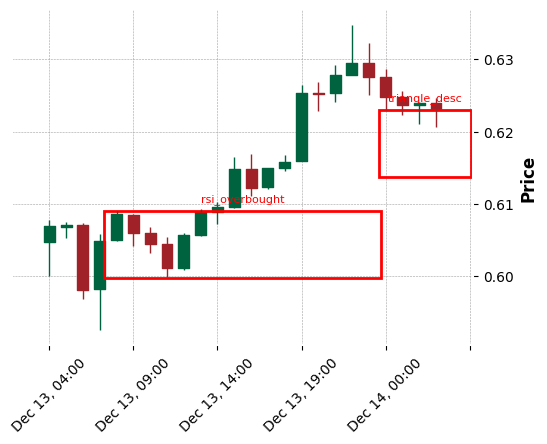 0.63
triangle_desc
0.62
Price
rsi_overbought
0.61
0.60
Dec 13, 04:00
Dec 13, 09:00
Dec 13, 14:00
Dec 13, 19:00
Dec 14, 00:00